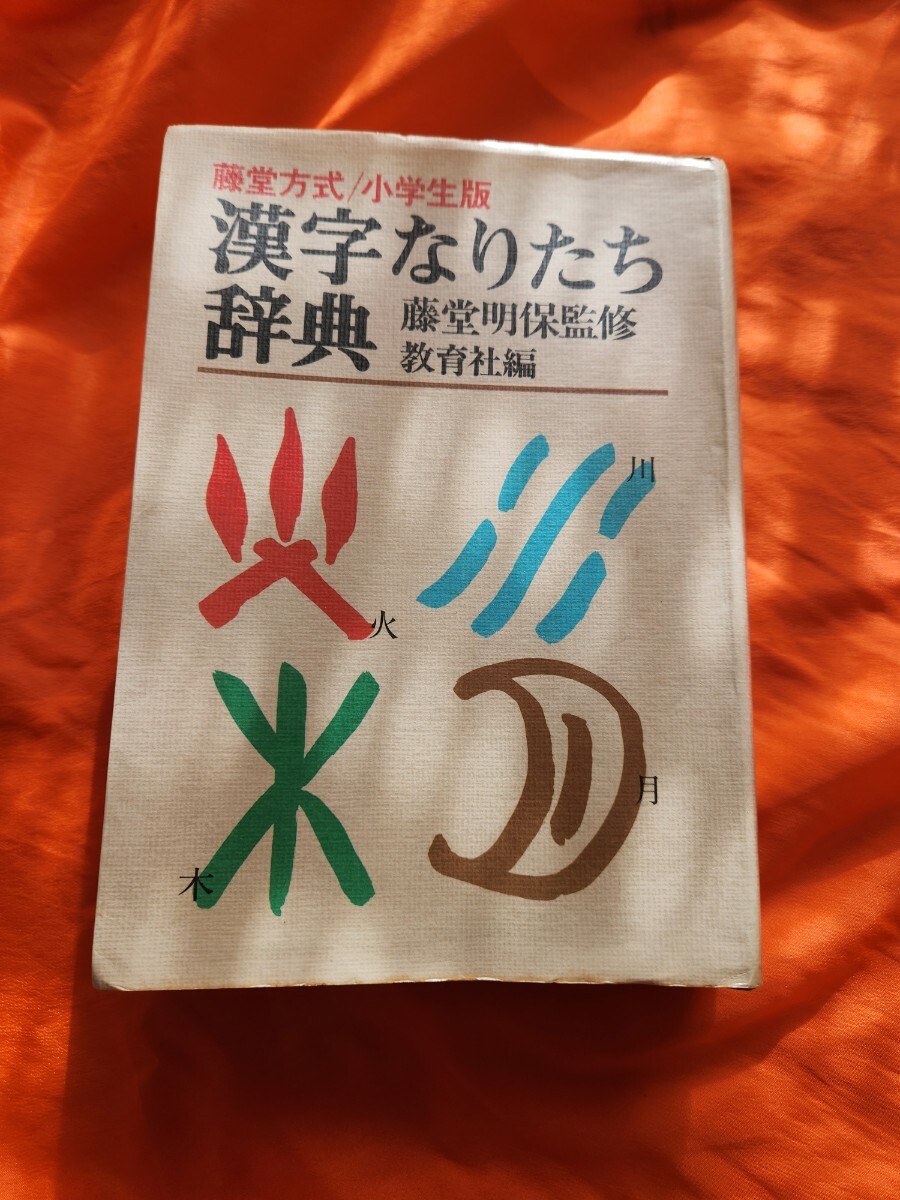 藤堂方式/小学生版
漢字なりたち
辞典
藤堂明保監修
教育社編
火
川
木
月